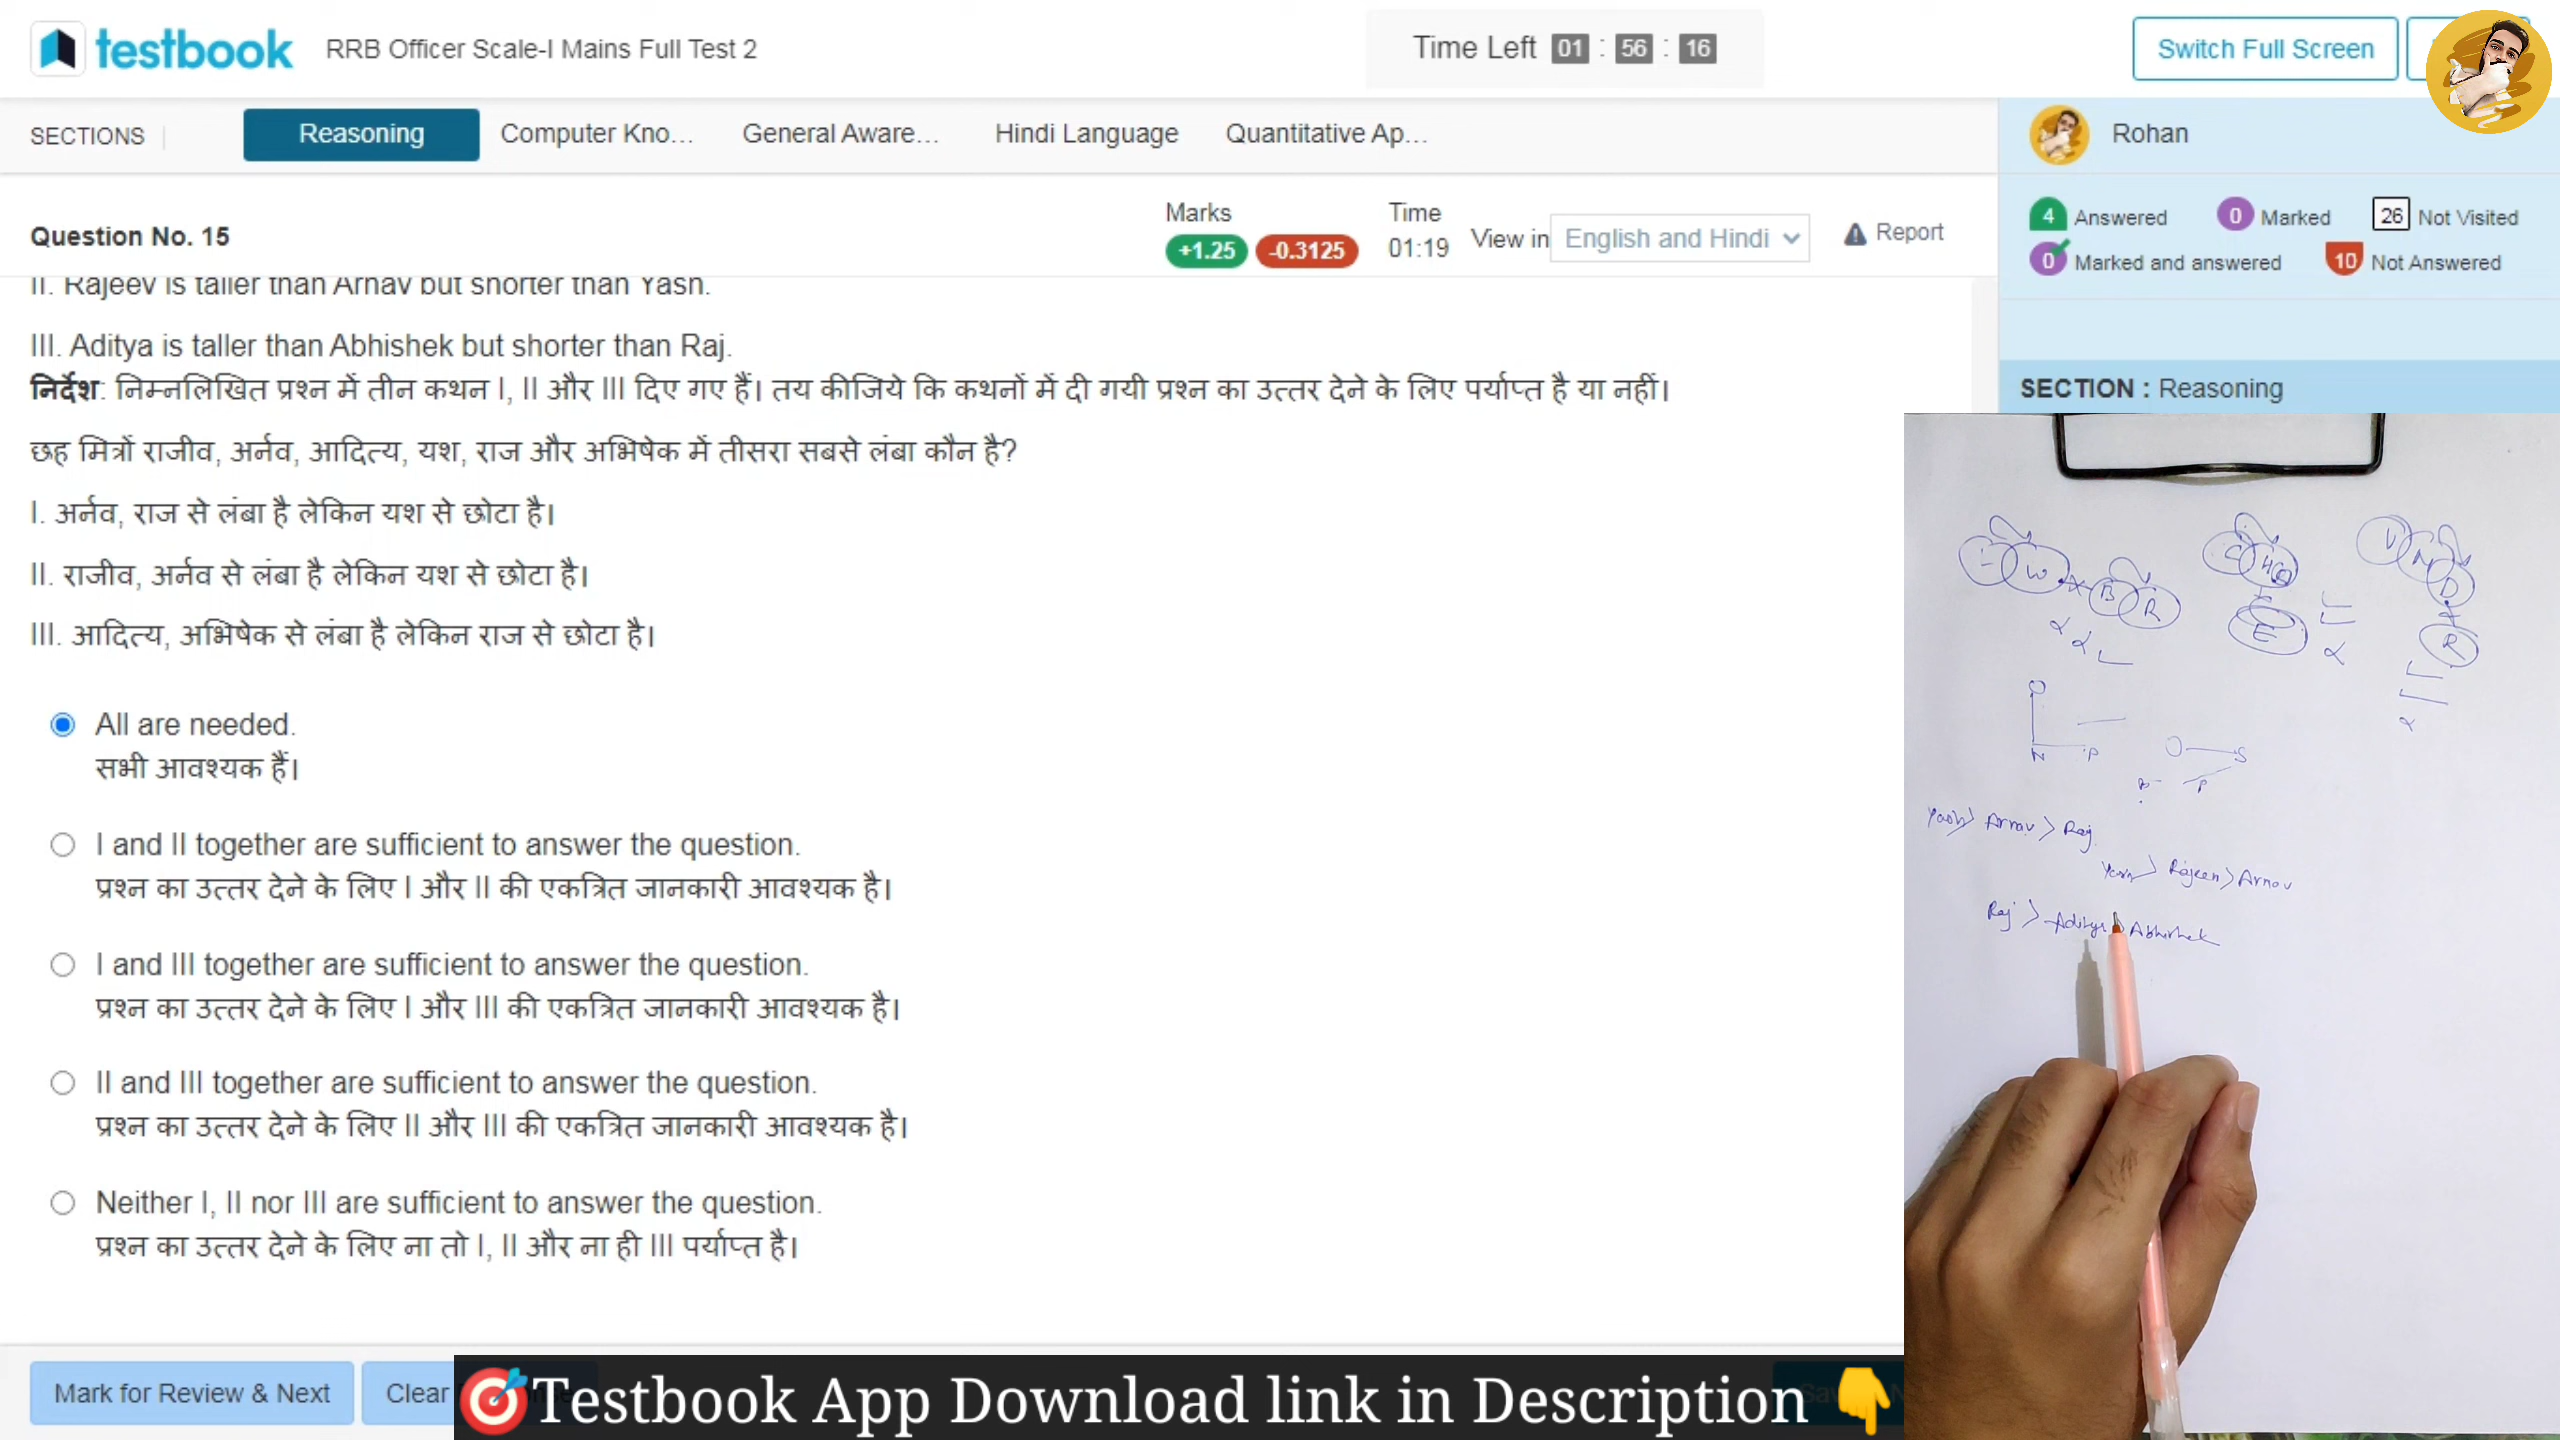 testbook RRB Officer Scale-I Mains Full Test 2 Time Left 01 : 56 : 16 Switch Full Screen
SECTIONS Reasoning Computer Kno... General Aware... Hindi Language Quantitative Ap...
Rohan
Question No. 15 Marks +1.25 -0.3125 Time 01:19 View in English and Hindi Report
4 Answered 0 Marked 26 Not Visited
0 Marked and answered 10 Not Answered
SECTION : Reasoning
II. Rajeev is taller than Arnav but shorter than Yash.
III. Aditya is taller than Abhishek but shorter than Raj.
निर्देश: निम्नलिखित प्रश्न में तीन कथन I, II और III दिए गए हैं। तय कीजिये कि कथनों में दी गयी प्रश्न का उत्तर देने के लिए पर्याप्त है या नहीं।
छह मित्रों राजीव, अर्नव, आदित्य, यश, राज और अभिषेक में तीसरा सबसे लंबा कौन है?
I. अर्नव, राज से लंबा है लेकिन यश से छोटा है।
II. राजीव, अर्नव से लंबा है लेकिन यश से छोटा है।
III. आदित्य, अभिषेक से लंबा है लेकिन राज से छोटा है।
All are needed.
सभी आवश्यक हैं।
I and II together are sufficient to answer the question.
प्रश्न का उत्तर देने के लिए I और II की एकत्रित जानकारी आवश्यक है।
I and III together are sufficient to answer the question.
प्रश्न का उत्तर देने के लिए I और III की एकत्रित जानकारी आवश्यक है।
II and III together are sufficient to answer the question.
प्रश्न का उत्तर देने के लिए II और III की एकत्रित जानकारी आवश्यक है।
Neither I, II nor III are sufficient to answer the question.
प्रश्न का उत्तर देने के लिए ना तो I, II और ना ही III पर्याप्त है।
Yash > Arnav > Raj
> Rajeev > Arnav
Raj > Aditya > Abhishek
Mark for Review & Next Clear
🎯Testbook App Download link in Description 👇